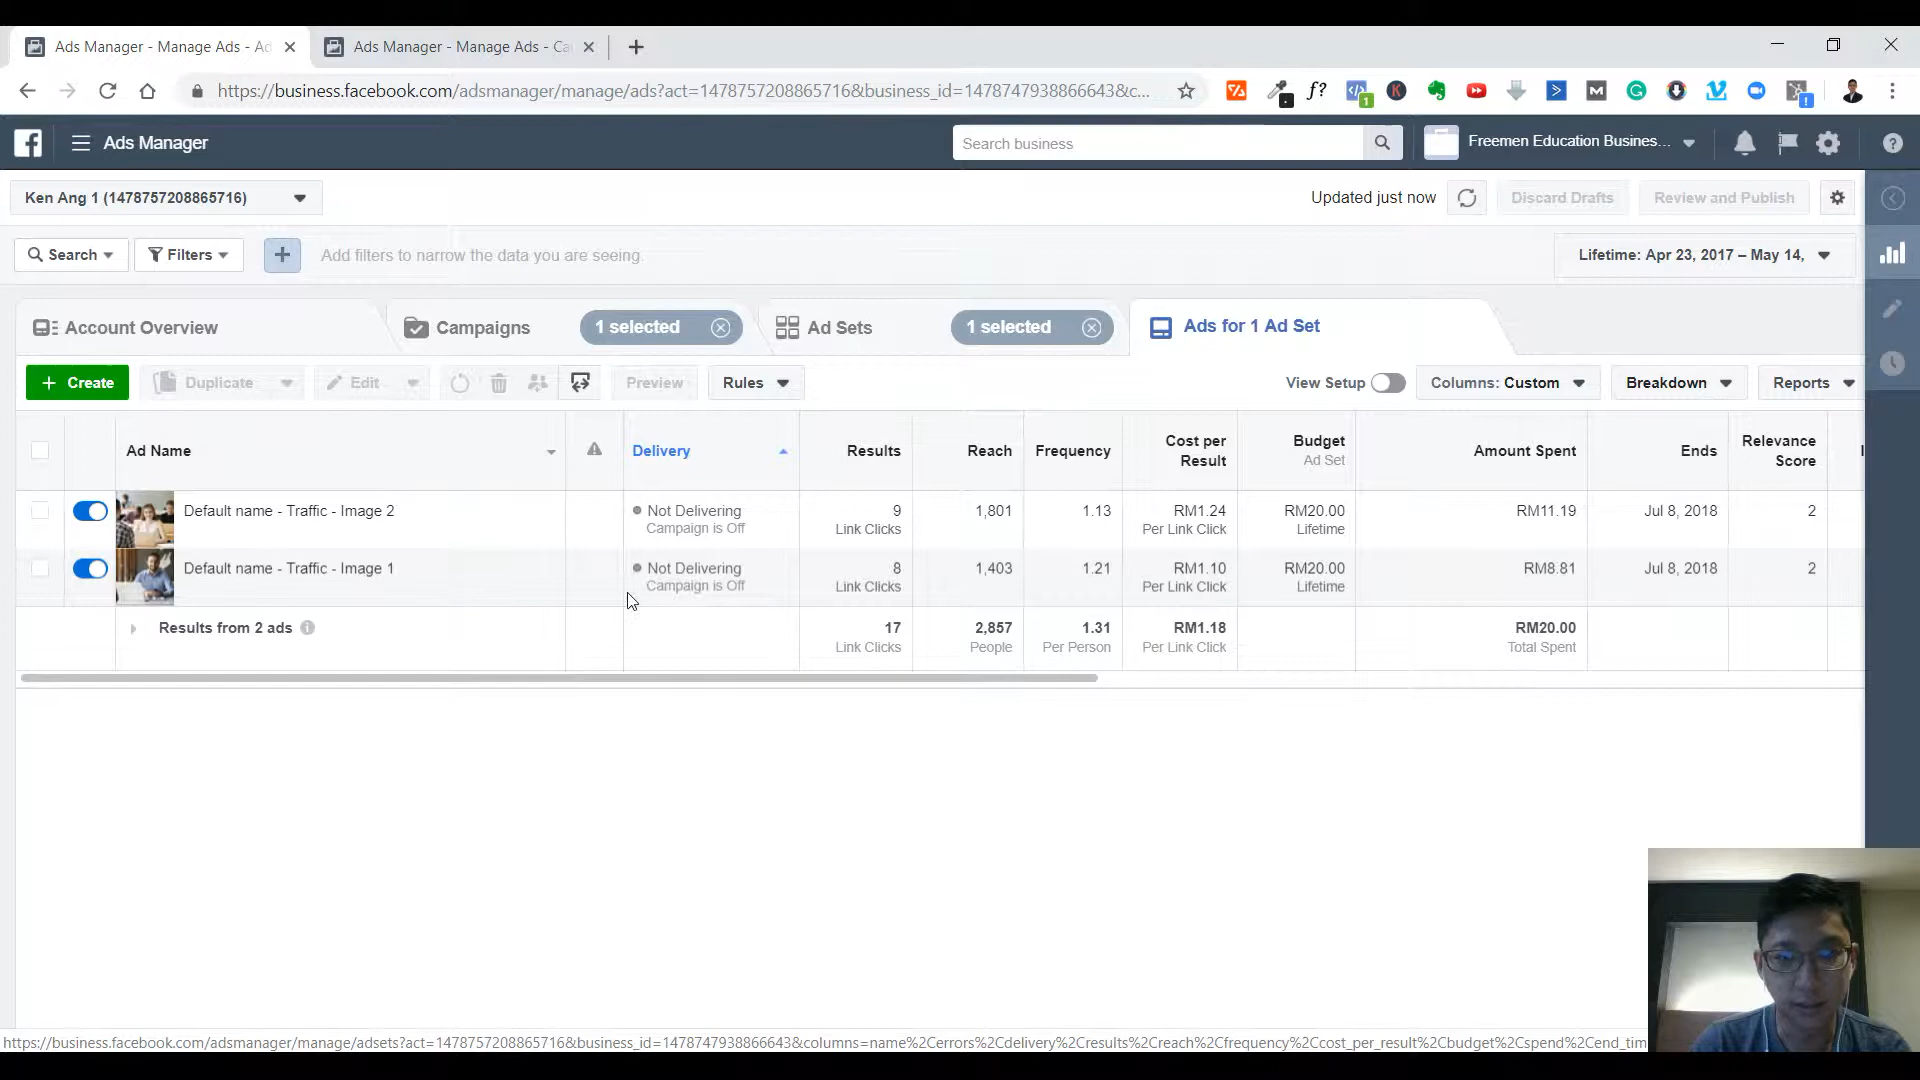 Ads Manager - Manage Ads - Ad
Ads Manager - Manage Ads - Ca
https://business.facebook.com/adsmanager/manage/ads?act=1478757208865716&business_id=1478747938866643&c...
Ads Manager
Search business
Freemen Education Busines...
Ken Ang 1 (1478757208865716)
Updated just now
Discard Drafts
Review and Publish
Search
Filters
Add filters to narrow the data you are seeing.
Lifetime: Apr 23, 2017 – May 14,
Account Overview
Campaigns
1 selected
Ad Sets
1 selected
Ads for 1 Ad Set
+ Create
Duplicate
Edit
Preview
Rules
View Setup
Columns: Custom
Breakdown
Reports
Ad Name
Delivery
Results
Reach
Frequency
Cost per
Result
Budget
Ad Set
Amount Spent
Ends
Relevance
Score
Default name - Traffic - Image 2
Not Delivering
Campaign is Off
9
Link Clicks
1,801
1.13
RM1.24
Per Link Click
RM20.00
Lifetime
RM11.19
Jul 8, 2018
2
Default name - Traffic - Image 1
Not Delivering
Campaign is Off
8
Link Clicks
1,403
1.21
RM1.10
Per Link Click
RM20.00
Lifetime
RM8.81
Jul 8, 2018
2
Results from 2 ads
17
Link Clicks
2,857
People
1.31
Per Person
RM1.18
Per Link Click
RM20.00
Total Spent
https://business.facebook.com/adsmanager/manage/adsets?act=1478757208865716&business_id=1478747938866643&columns=name%2Cerrors%2Cdelivery%2Cresults%2Creach%2Cfrequency%2Ccost_per_result%2Cbudget%2Cspend%2Cend_tim